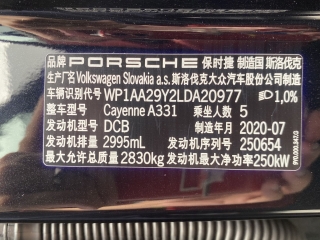 品牌 PORSCHE 保时捷 制造国 斯洛伐克
生产厂名 Volkswagen Slovakia a.s. 斯洛伐克大众汽车股份公司制造
车辆识别代号 WP1AA29Y2LDA20977 1,0%
整车型号 Cayenne A331 乘坐人数 5
发动机型号 DCB 制造年月 2020-07
发动机排量 2995mL 发动机序列号 250654
最大允许总质量 2830kg 发动机最大净功率 250kW